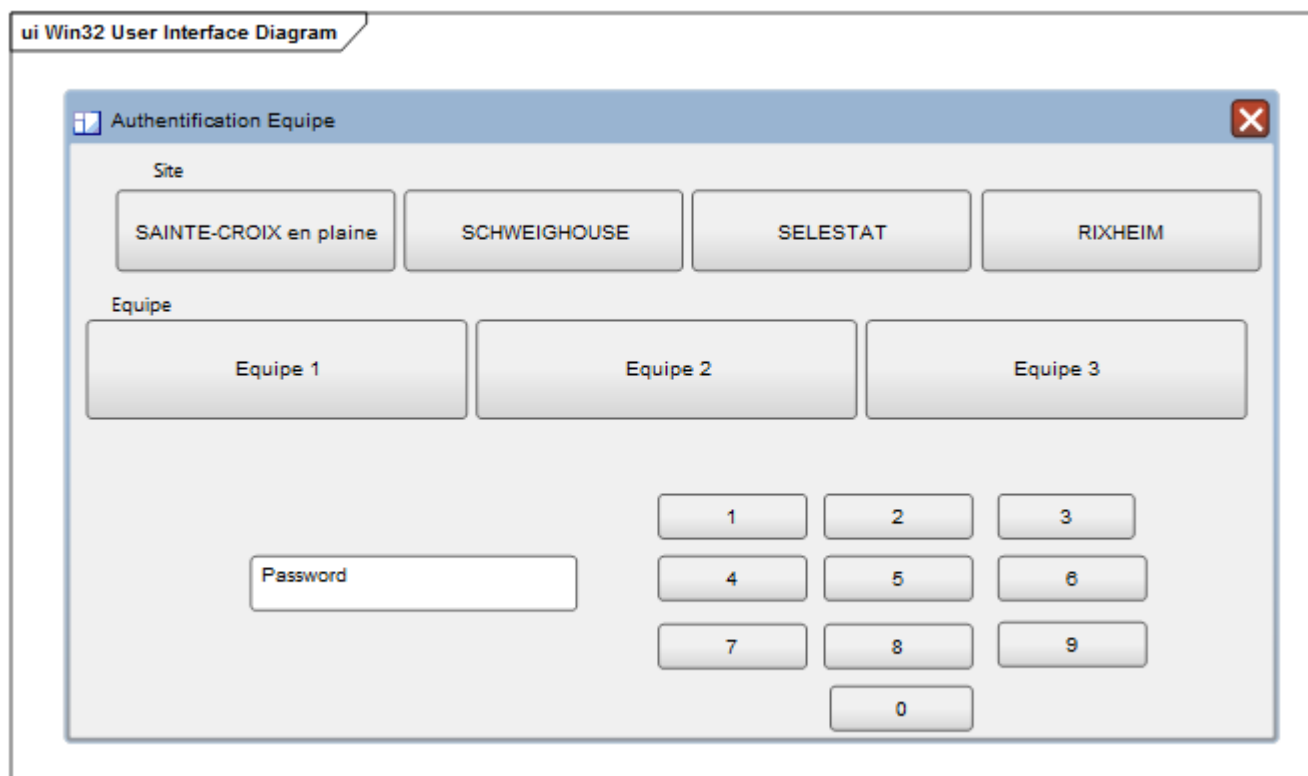 ui Win32 User Interface Diagram
Authentification Equipe
Site
SAINTE-CROIX en plaine SCHWEIGHOUSE SELESTAT RIXHEIM
Equipe
Equipe 1 Equipe 2 Equipe 3
1 2 3
Password 4 5 6
7 8 9
0